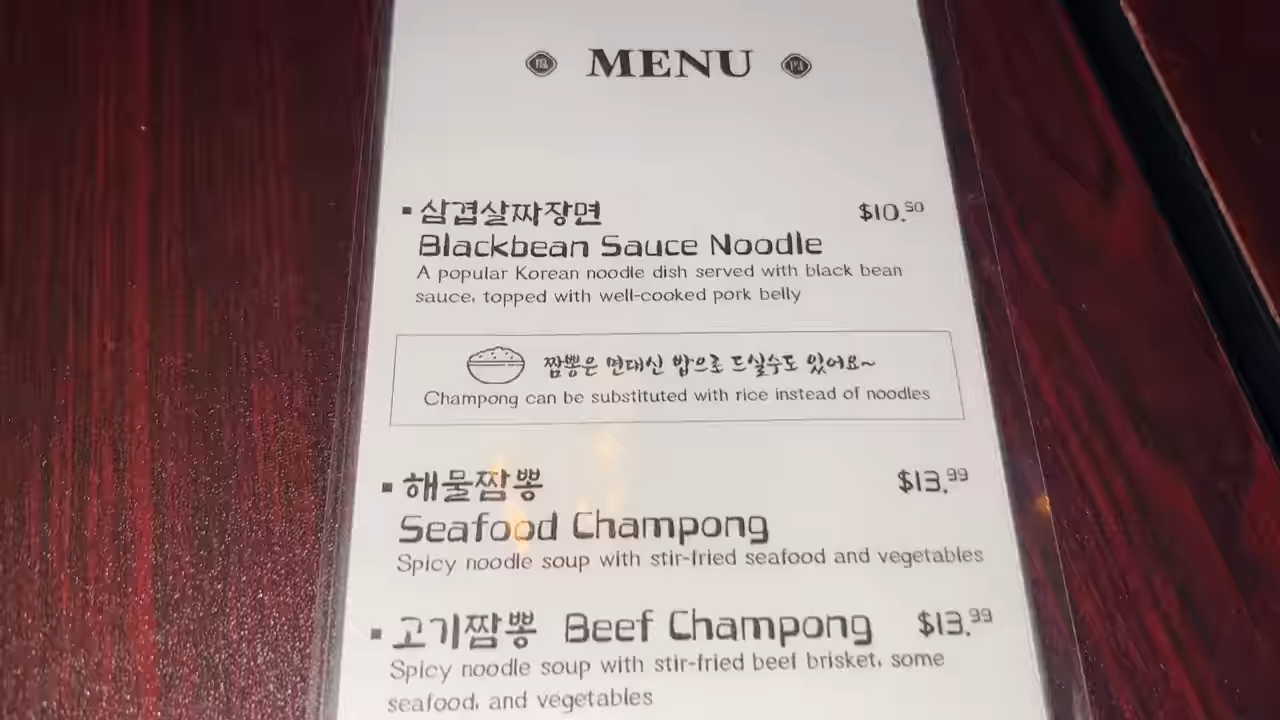 MENU
▪ 삼겹살짜장면 $10.50
Blackbean Sauce Noodle
A popular Korean noodle dish served with black bean
sauce, topped with well-cooked pork belly
짬뽕은 면대신 밥으로 드실수도 있어요~
Champong can be substituted with rice instead of noodles
▪ 해물짬뽕 $13.99
Seafood Champong
Spicy noodle soup with stir-fried seafood and vegetables
▪ 고기짬뽕 Beef Champong $13.99
Spicy noodle soup with stir-fried beef brisket, some
seafood, and vegetables